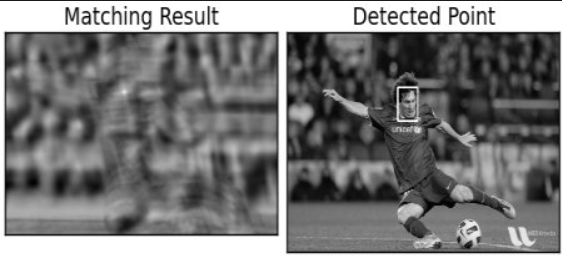 Matching Result
Detected Point
unicef